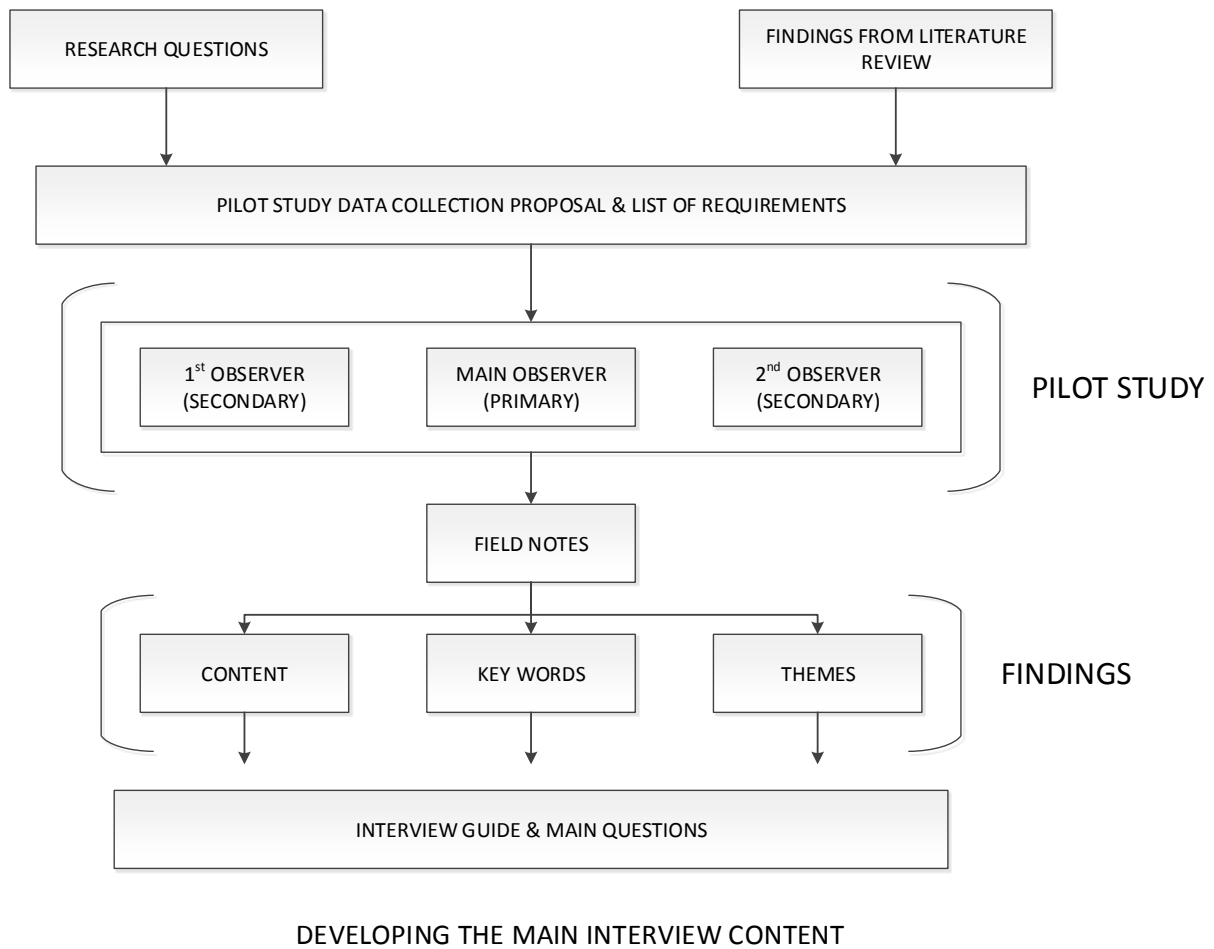 RESEARCH QUESTIONS
FINDINGS FROM LITERATURE
REVIEW
PILOT STUDY DATA COLLECTION PROPOSAL & LIST OF REQUIREMENTS
1st OBSERVER
(SECONDARY)
MAIN OBSERVER
(PRIMARY)
2nd OBSERVER
(SECONDARY)
PILOT STUDY
FIELD NOTES
CONTENT
KEY WORDS
THEMES
FINDINGS
INTERVIEW GUIDE & MAIN QUESTIONS
DEVELOPING THE MAIN INTERVIEW CONTENT